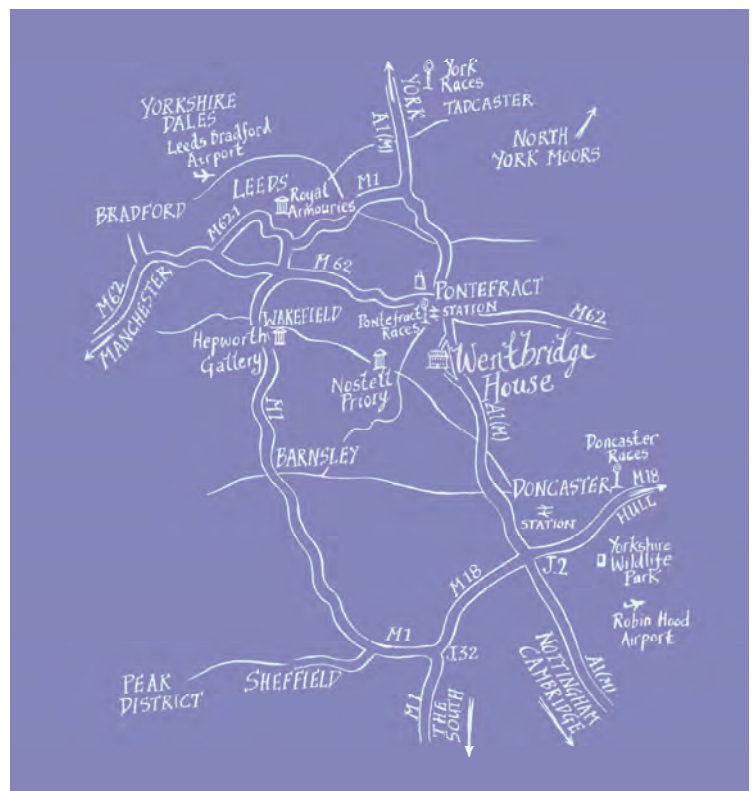 York
Races
YORK
TADCASTER
A1(M)
YORKSHIRE
DALES
Leeds Bradford
Airport
NORTH
YORK MOORS
LEEDS
M1
Royal
Armouries
BRADFORD
M621
M62
M62
MANCHESTER
PONTEFRACT
STATION
Pontefract
Races
M62
WAKEFIELD
Hepworth
Gallery
Wentbridge
House
Nostell
Priory
M1
A1(M)
BARNSLEY
Doncaster
Races
DONCASTER
M18
HULL
STATION
J.2
Yorkshire
Wildlife
Park
M18
Robin Hood
Airport
M1
J32
NOTTINGHAM
CAMBRIDGE
A1(M)
SHEFFIELD
PEAK
DISTRICT
M1
THE
SOUTH